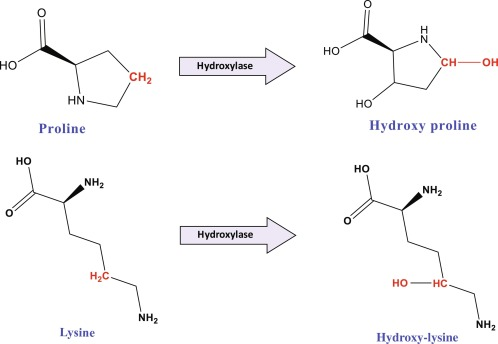 O
HO
CH2
HN
Proline
Hydroxylase
O
HO
H
N
CH
OH
HO
Hydroxy proline
HO
O
NH2
H2C
NH2
Lysine
Hydroxylase
HO
O
NH2
HO
HC
NH2
Hydroxy-lysine